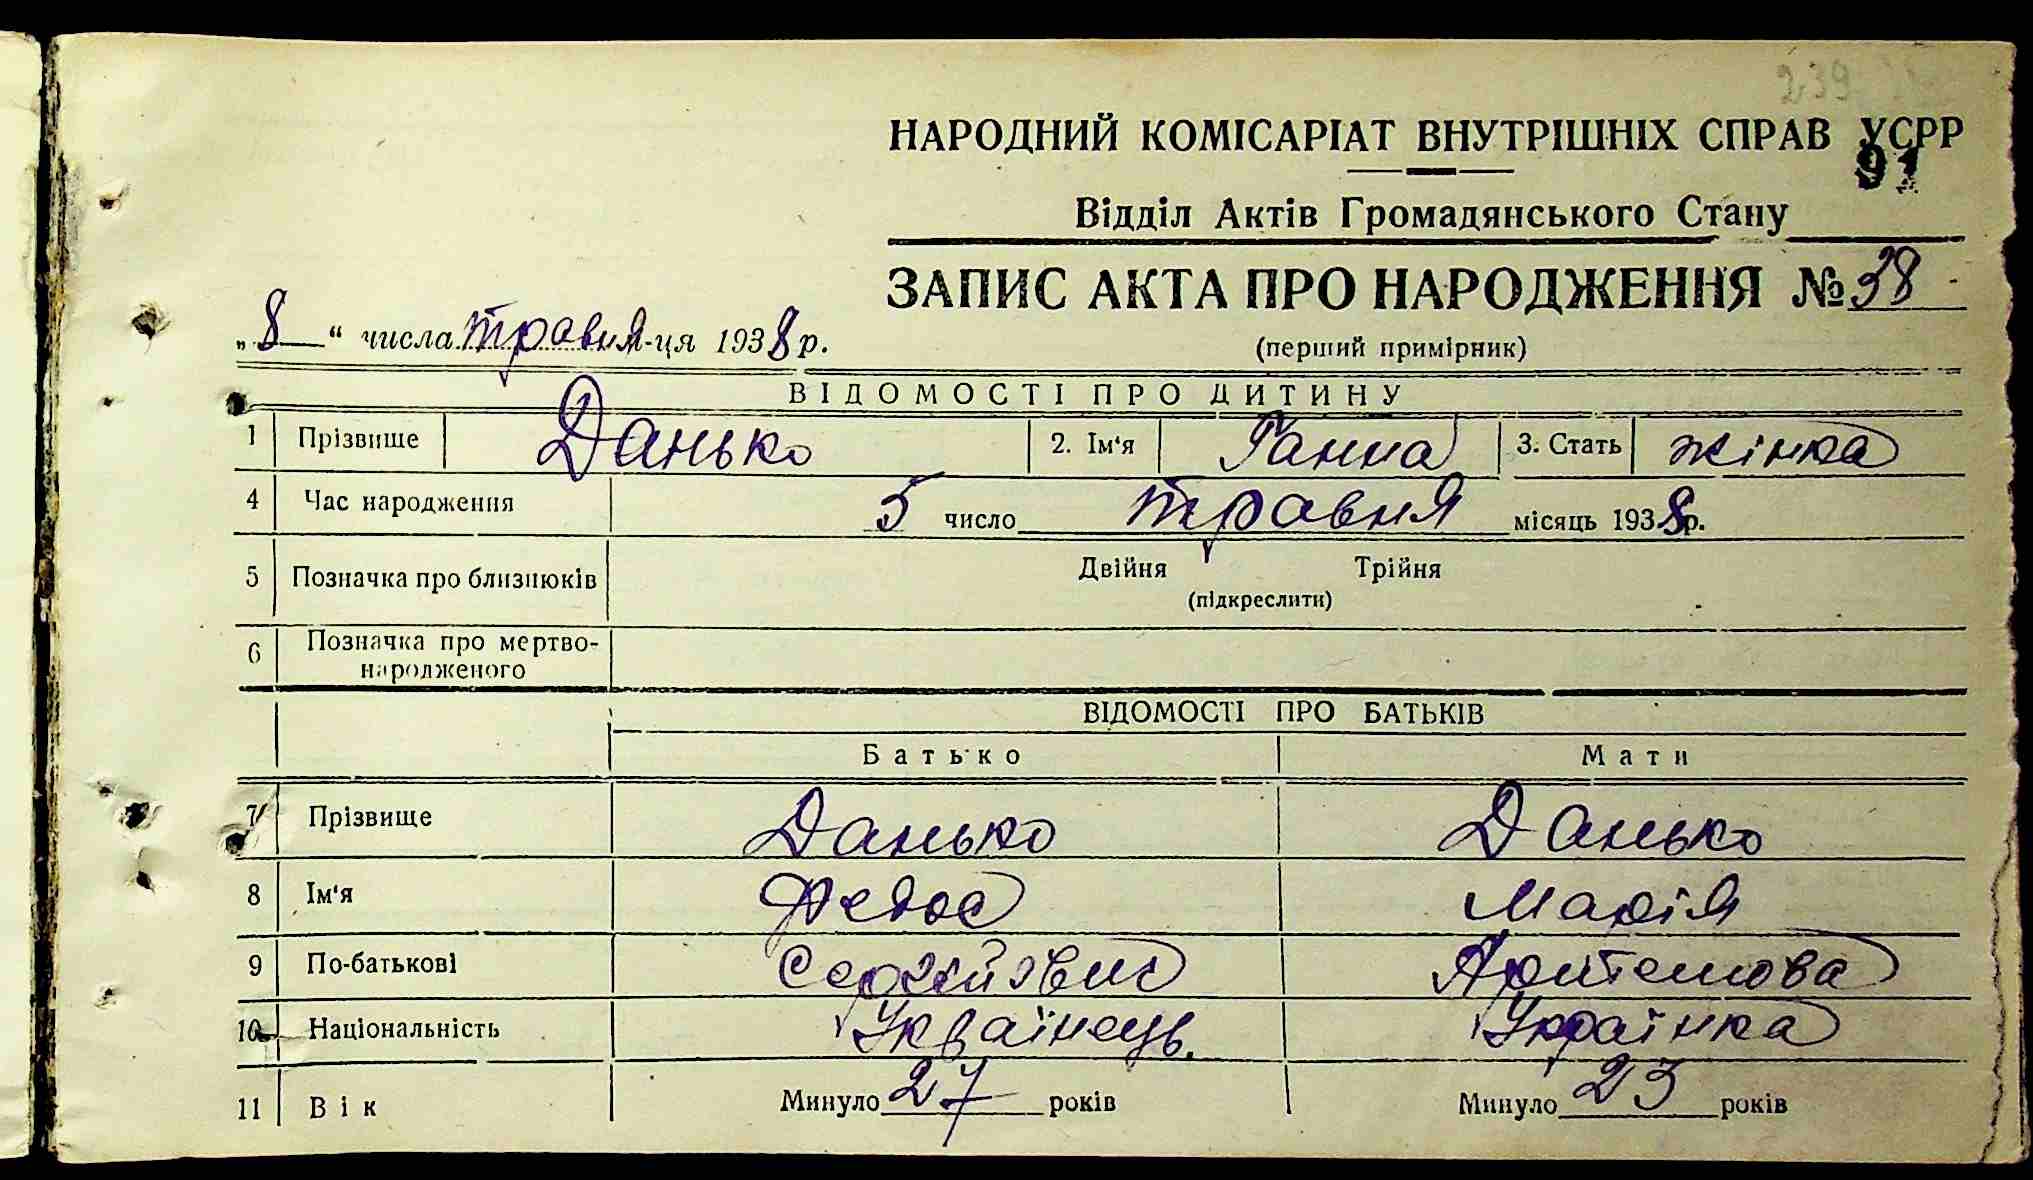 239
НАРОДНИЙ КОМІСАРІАТ ВНУТРІШНІХ СПРАВ УСРР
91
Відділ Актів Громадянського Стану
ЗАПИС АКТА ПРО НАРОДЖЕННЯ № 38
„8“ числа травня-ця 1938 р.
(перший примірник)
ВІДОМОСТІ ПРО ДИТИНУ
1 Прізвище Данько 2. Ім'я Ганна 3. Стать жінка
4 Час народження 5 число травня місяць 1938 р.
5 Позначка про близнюків Двійня Трійня
(підкреслити)
6 Позначка про мертво-
народженого
ВІДОМОСТІ ПРО БАТЬКІВ
Батько Мати
7 Прізвище Данько Данько
8 Ім'я Федос Марія
9 По-батькові Сергійович Артемова
10 Національність Українець. Українка
11 Вік Минуло 27 років Минуло 23 років